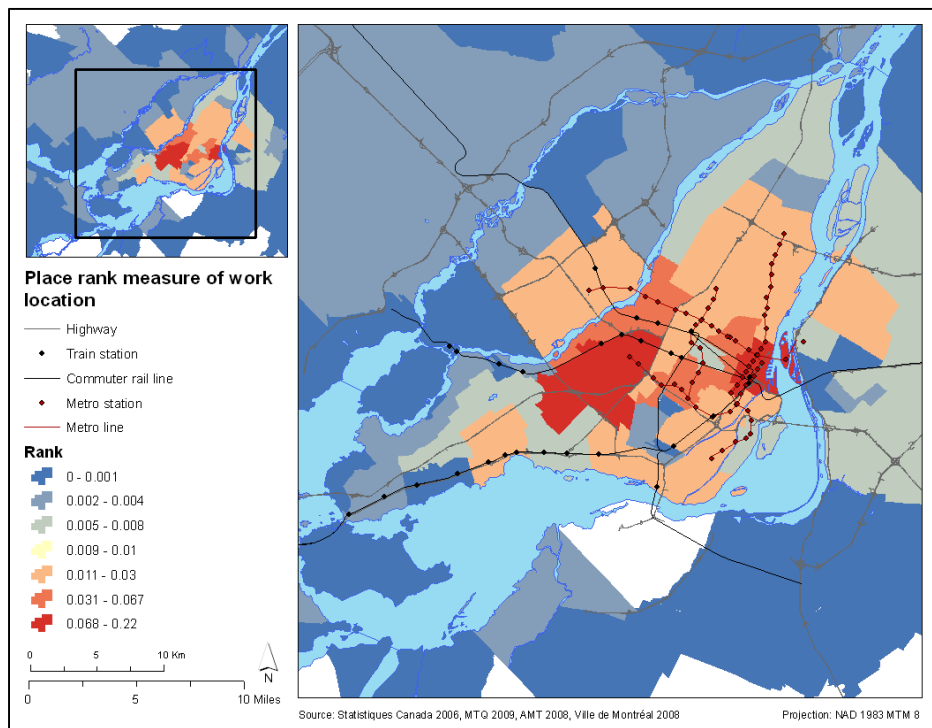 Place rank measure of work
location
Highway
Train station
Commuter rail line
Metro station
Metro line
Rank
0 - 0.001
0.002 - 0.004
0.005 - 0.008
0.009 - 0.01
0.011 - 0.03
0.031 - 0.067
0.068 - 0.22
0 5 10 Km
N
0 5 10 Miles
Source: Statistiques Canada 2006, MTQ 2009, AMT 2008, Ville de Montréal 2008 Projection: NAD 1983 MTM 8